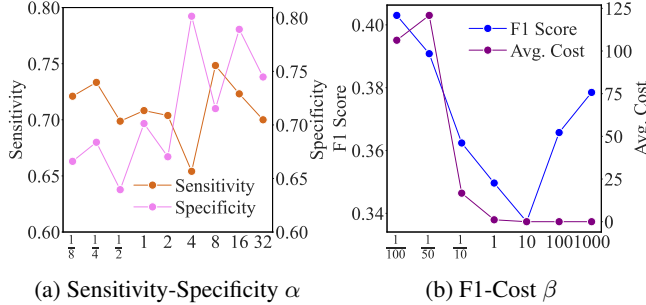 0.80
0.75
0.70
0.65
0.60
Sensitivity
0.80
0.75
0.70
0.65
0.60
Specificity
Sensitivity
Specificity
1/8 1/4 1/2 1 2 4 8 16 32
(a) Sensitivity-Specificity α
0.40
0.38
0.36
0.34
F1 Score
120
100
75
50
25
0
Avg. Cost
F1 Score
Avg. Cost
1/100 1/50 1/10 1 10 100 1000
(b) F1-Cost β